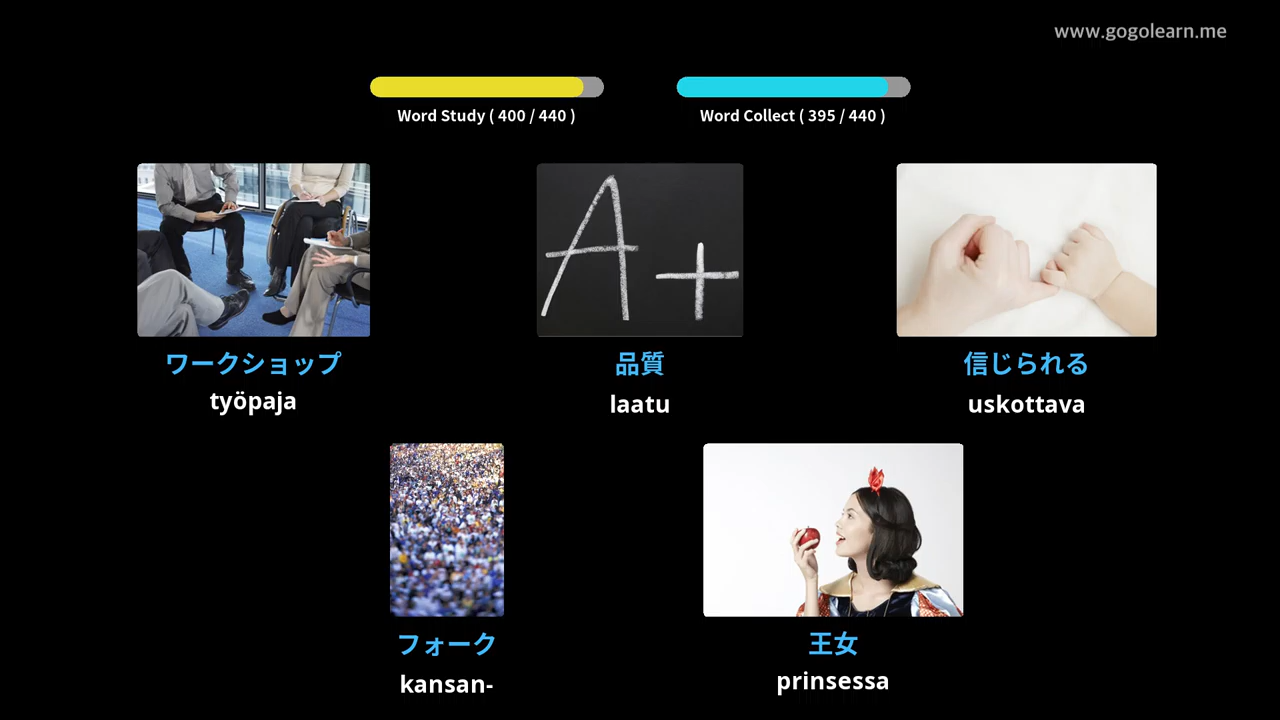 www.gogolearn.me
Word Study ( 400 / 440 )
Word Collect ( 395 / 440 )
A+
ワークショップ
品質
信じられる
työpaja
laatu
uskottava
フォーク
王女
kansan-
prinsessa